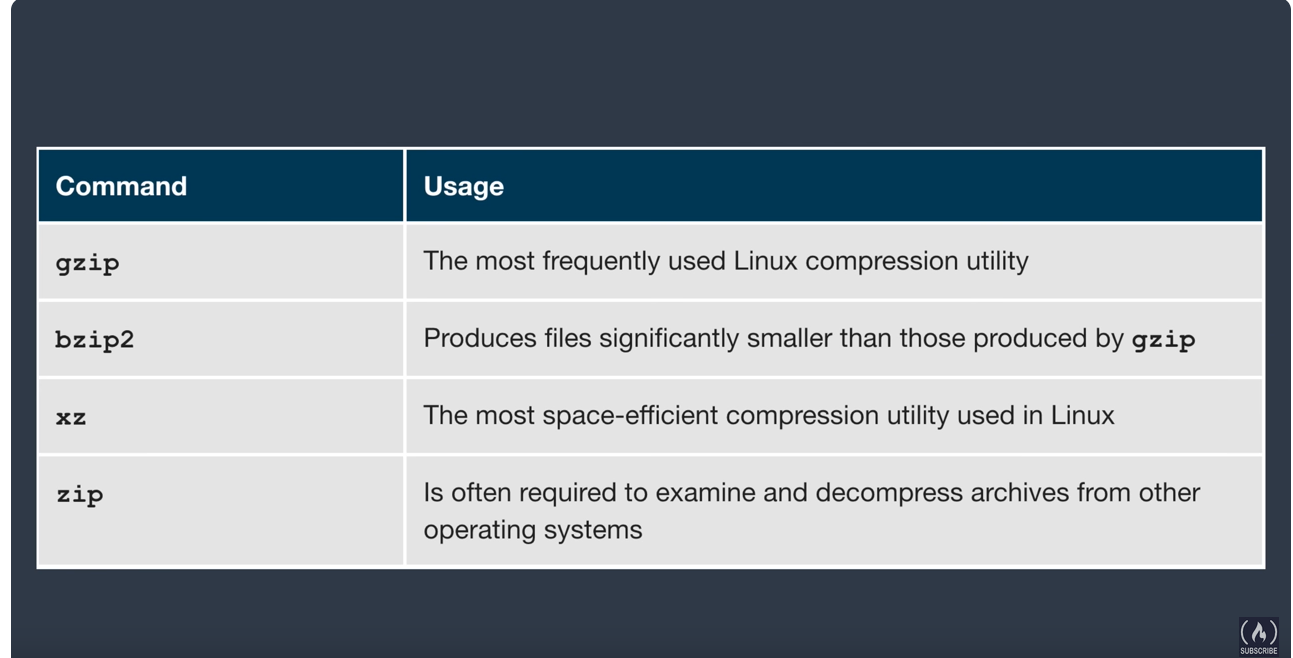 Command
Usage
gzip
The most frequently used Linux compression utility
bzip2
Produces files significantly smaller than those produced by gzip
xz
The most space-efficient compression utility used in Linux
zip
Is often required to examine and decompress archives from other
operating systems
SUBSCRIBE